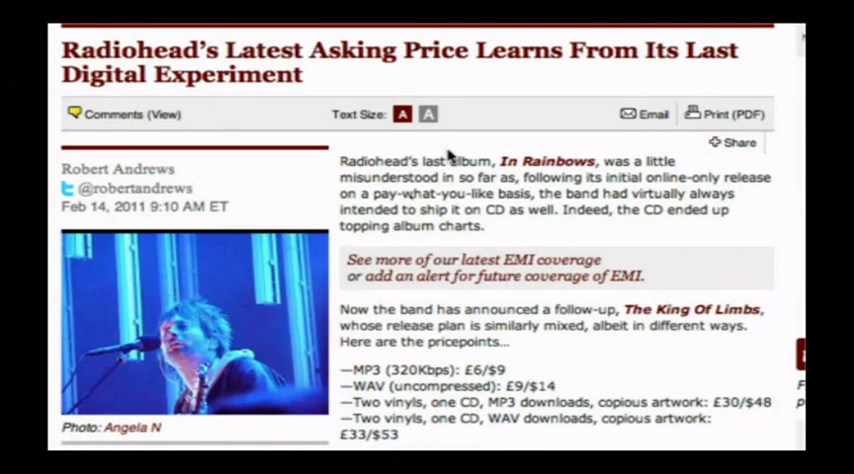 Radiohead's Latest Asking Price Learns From Its Last
Digital Experiment
Comments (View)
Text Size: A A
Email
Print (PDF)
Share
Robert Andrews
@robertandrews
Feb 14, 2011 9:10 AM ET
Photo: Angela N
Radiohead's last album, In Rainbows, was a little
misunderstood in so far as, following its initial online-only release
on a pay-what-you-like basis, the band had virtually always
intended to ship it on CD as well. Indeed, the CD ended up
topping album charts.
See more of our latest EMI coverage
or add an alert for future coverage of EMI.
Now the band has announced a follow-up, The King Of Limbs,
whose release plan is similarly mixed, albeit in different ways.
Here are the pricepoints...
—MP3 (320Kbps): £6/$9
—WAV (uncompressed): £9/$14
—Two vinyls, one CD, MP3 downloads, copious artwork: £30/$48
—Two vinyls, one CD, WAV downloads, copious artwork:
£33/$53